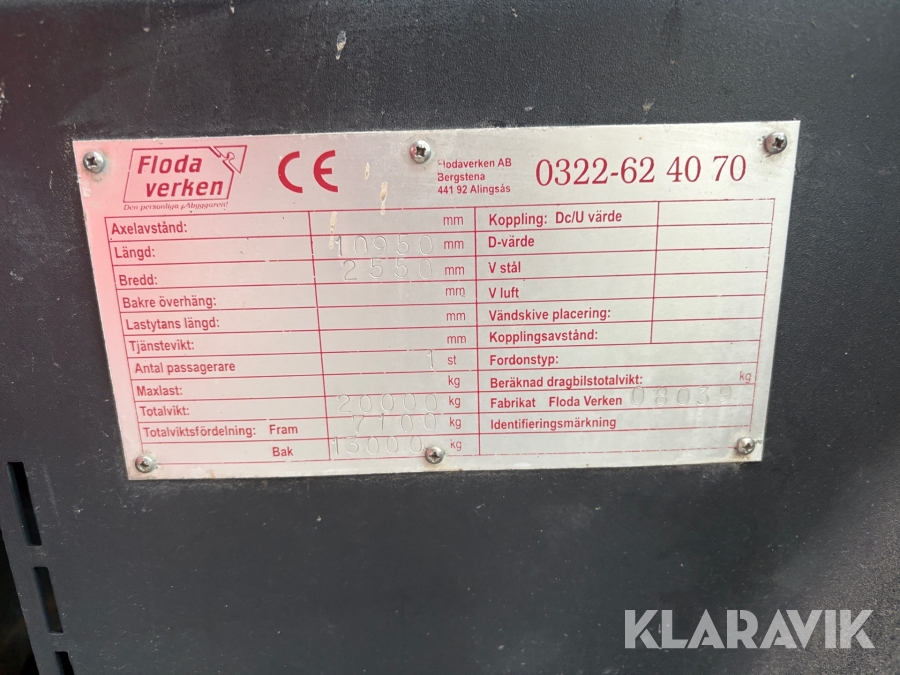 Floda
verken
Den personliga Påbyggaren!
CE
Flodaverken AB
Bergstena
441 92 Alingsås
0322-62 40 70
Axelavstånd: mm
Längd: 10950 mm
Bredd: 2550 mm
Bakre överhäng: mm
Lastytans längd: mm
Tjänstevikt: mm
Antal passagerare 1 st
Maxlast: kg
Totalvikt: 20000 kg
Totalviktsfördelning: Fram 7100 kg
Bak 13000 kg
Koppling: Dc/U värde
D-värde
V stål
V luft
Vändskive placering:
Kopplingsavstånd:
Fordonstyp:
Beräknad dragbilstotalvikt: kg
Fabrikat Floda Verken 08039
Identifieringsmärkning
KLARAVIK